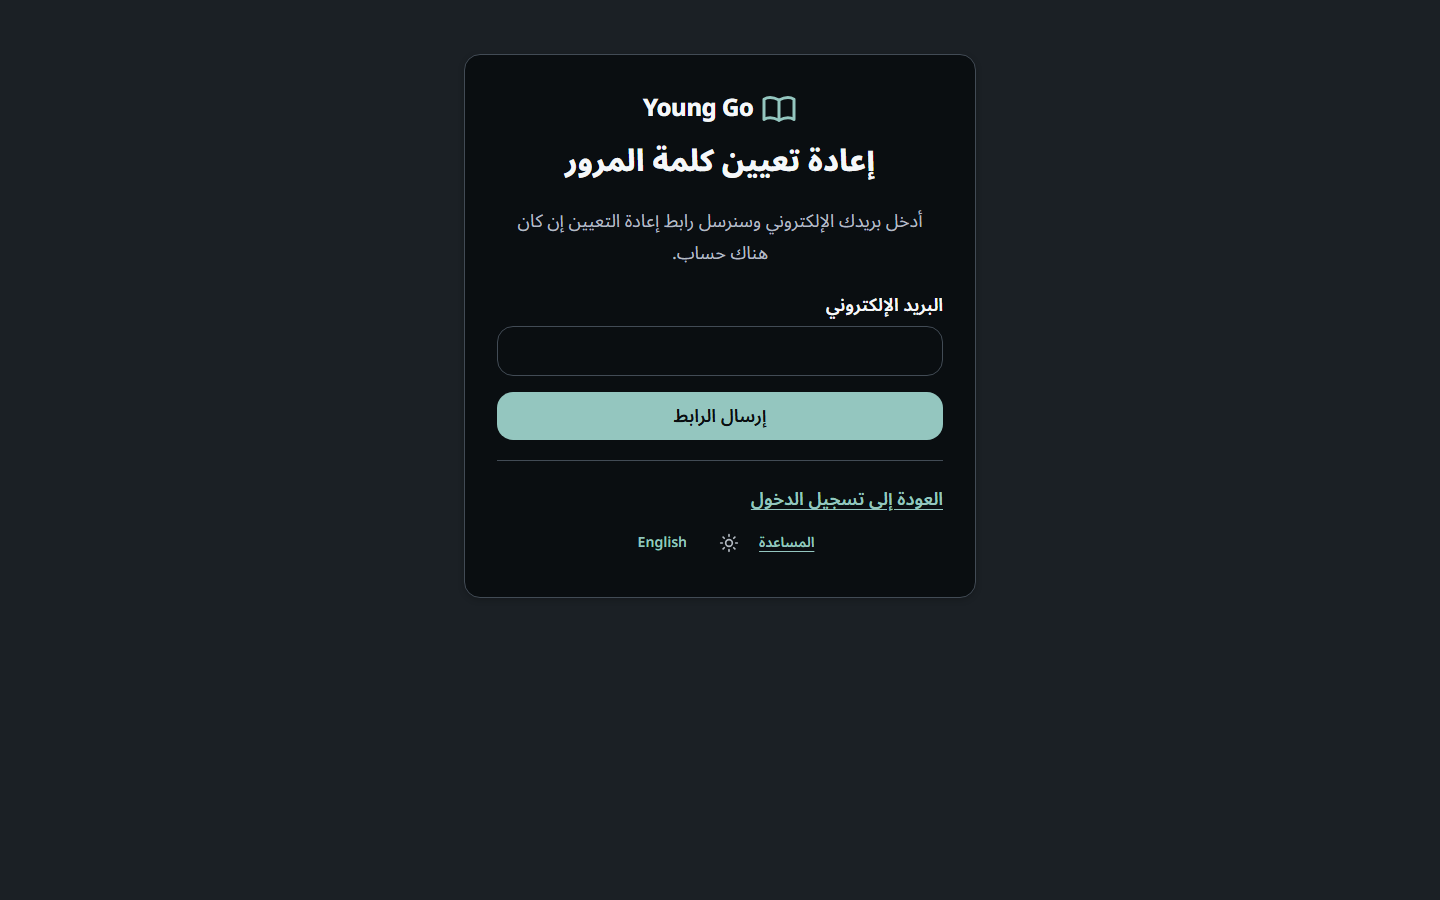 Young Go
إعادة تعيين كلمة المرور
أدخل بريدك الإلكتروني وسنرسل رابط إعادة التعيين إن كان
هناك حساب.
البريد الإلكتروني
إرسال الرابط
العودة إلى تسجيل الدخول
المساعدة English